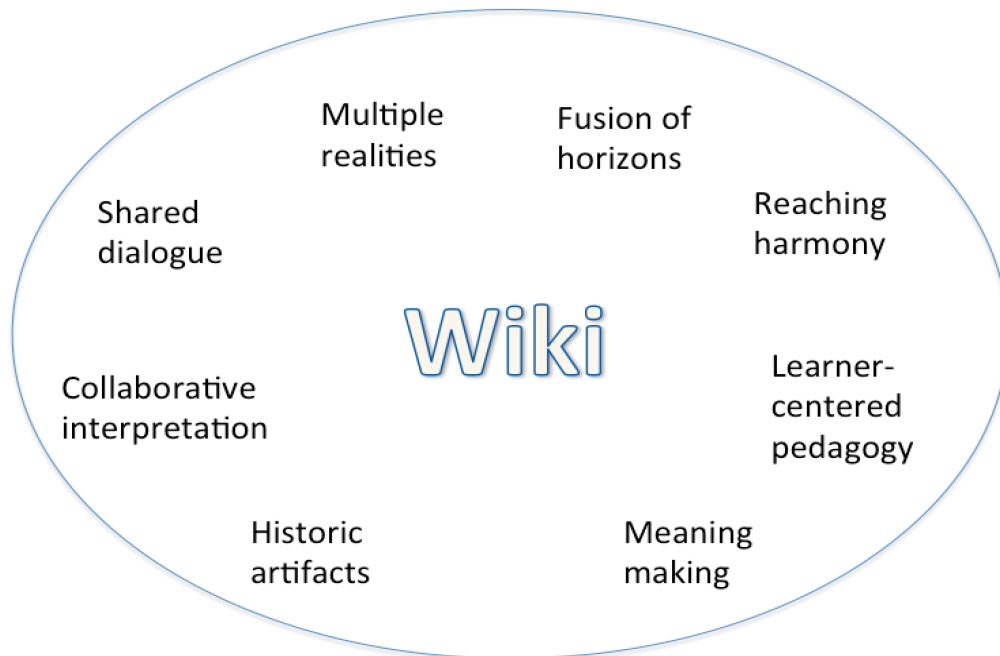 Multiple
realities
Fusion of
horizons
Shared
dialogue
Reaching
harmony
Wiki
Collaborative
interpretation
Learner-
centered
pedagogy
Historic
artifacts
Meaning
making